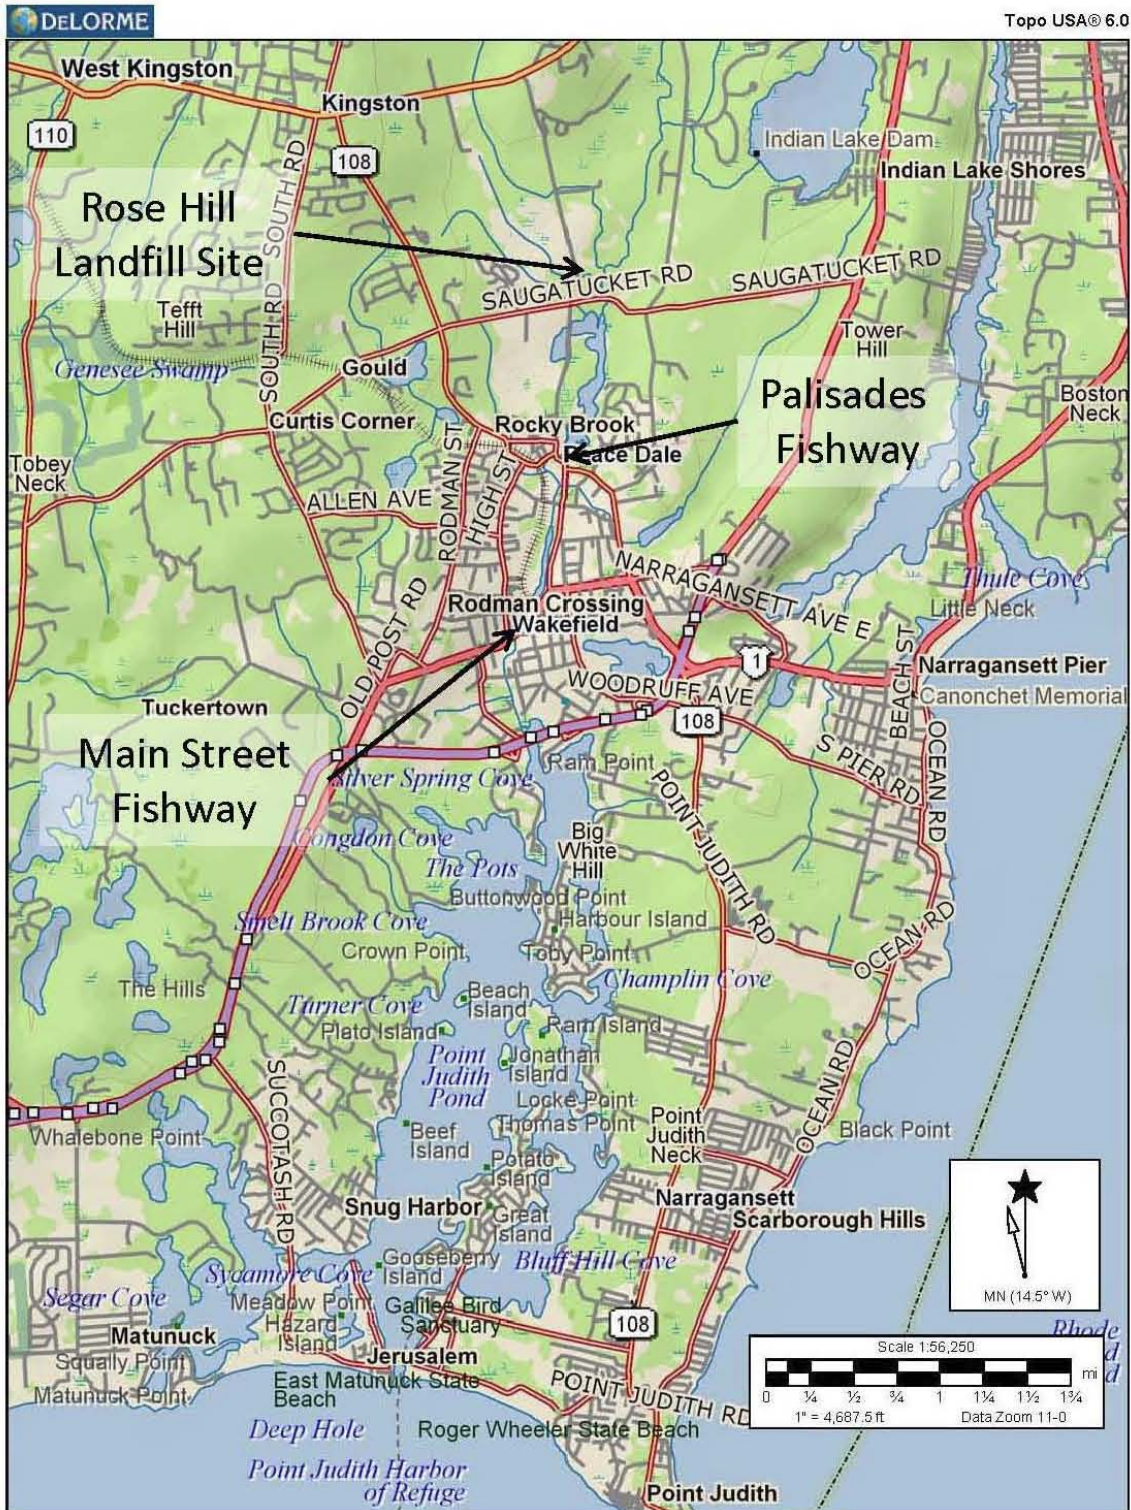 DELORME
Topo USA® 6.0
West Kingston
Kingston
110
108
SOUTH RD
Indian Lake Dam
Indian Lake Shores
Rose Hill
Landfill Site
SAUGATUCKET RD
SAUGATUCKET RD
Tefft
Hill
SOUTH RD
Tower
Hill
Genesee Swamp
Gould
Palisades
Fishway
Boston
Neck
Curtis Corner
Rocky Brook
Peace Dale
Tobey
Neck
ALLEN AVE
RODMAN ST
HIGH ST
NARRAGANSETT AVE E
Thule Cove
Little Neck
OLD POST RD
Rodman Crossing
Wakefield
1
BEACH ST
Narragansett Pier
Canonchet Memorial
WOODRUFF AVE
Tuckertown
108
Main Street
Fishway
Silver Spring Cove
Ram Point
S PIER RD
OCEAN RD
POINT JUDITH RD
Congdon Cove
Big
White
Hill
The Pots
Buttonwood Point
Harbour Island
Smelt Brook Cove
Crown Point
Toby Point
OCEAN RD
Champlin Cove
The Hills
Turner Cove
Beach
Island
Plato Island
Ram Island
Point
Judith
Pond
Jonathan
Island
OCEAN RD
SUCCOTASH RD
Locke Point
Thomas Point
Point
Judith
Neck
Black Point
Whalebone Point
Beef
Island
Potato
Island
Snug Harbor
Great
Island
Narragansett
Scarborough Hills
Gooseberry
Island
Bluff Hill Cove
Sycamore Cove
Segar Cove
Meadow Point
Hazard
Island
Galilee Bird
Sanctuary
108
MN (14.5° W)
Matunuck
Squally Point
Matunuck Point
Jerusalem
East Matunuck State
Beach
POINT JUDITH RD
Deep Hole
Roger Wheeler State Beach
Point Judith Harbor
of Refuge
Point Judith
Rhode
d
d
Scale 1:56,250
mi
0 ¼ ½ ¾ 1 1¼ 1½ 1¾
1" = 4,687.5 ft Data Zoom 11-0